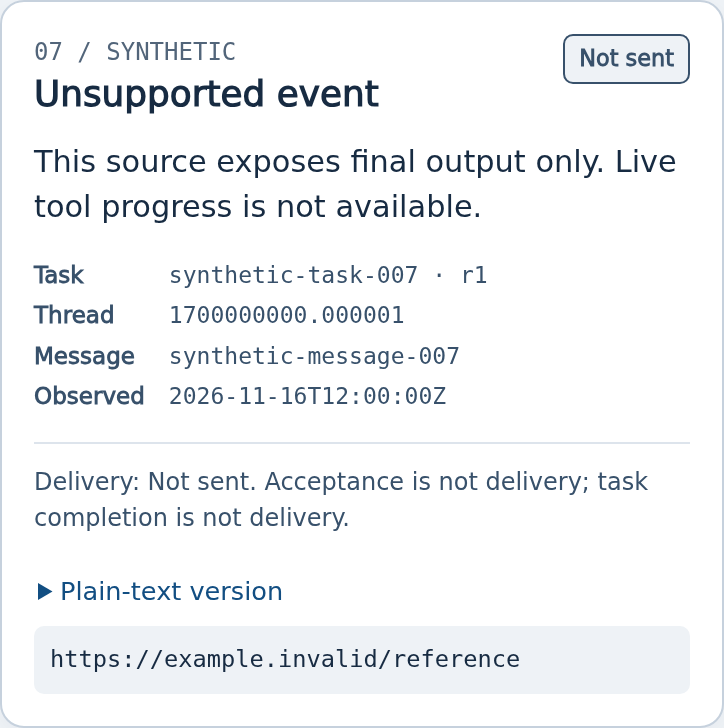 07 / SYNTHETIC
Not sent
Unsupported event
This source exposes final output only. Live
tool progress is not available.
Task synthetic-task-007 · r1
Thread 1700000000.000001
Message synthetic-message-007
Observed 2026-11-16T12:00:00Z
Delivery: Not sent. Acceptance is not delivery; task
completion is not delivery.
▶ Plain-text version
https://example.invalid/reference